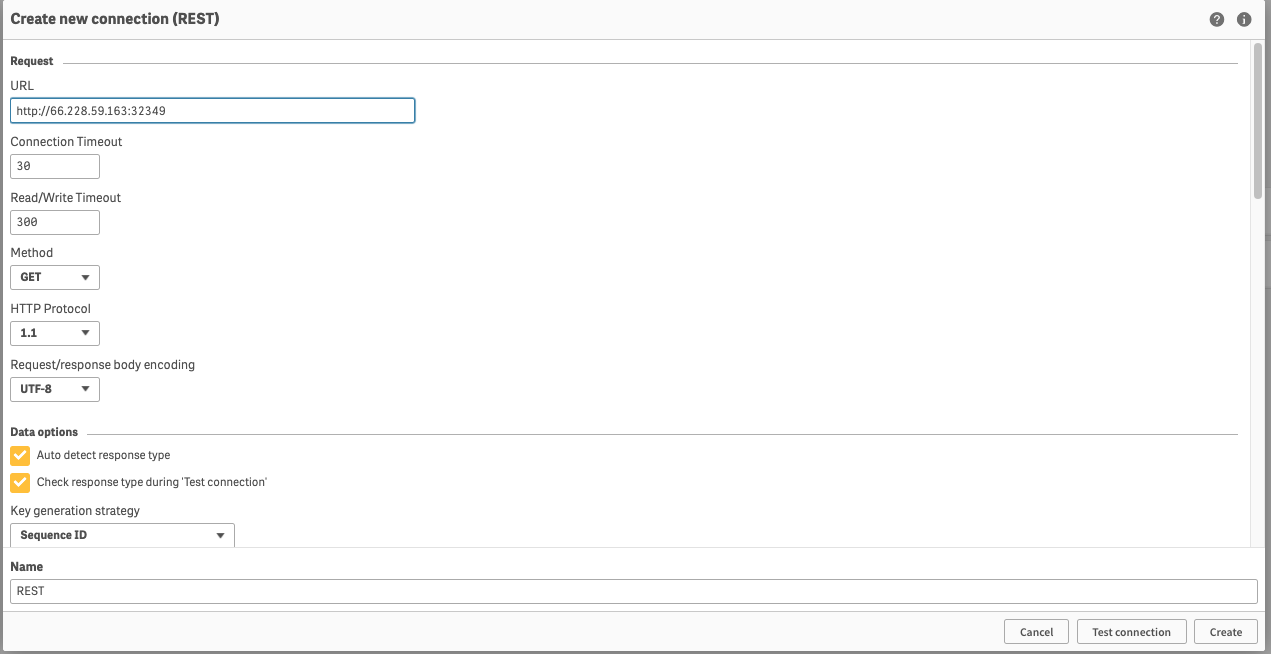 Create new connection (REST)
Request
URL
http://66.228.59.163:32349
Connection Timeout
30
Read/Write Timeout
300
Method
GET
HTTP Protocol
1.1
Request/response body encoding
UTF-8
Data options
Auto detect response type
Check response type during 'Test connection'
Key generation strategy
Sequence ID
Name
REST
Cancel Test connection Create